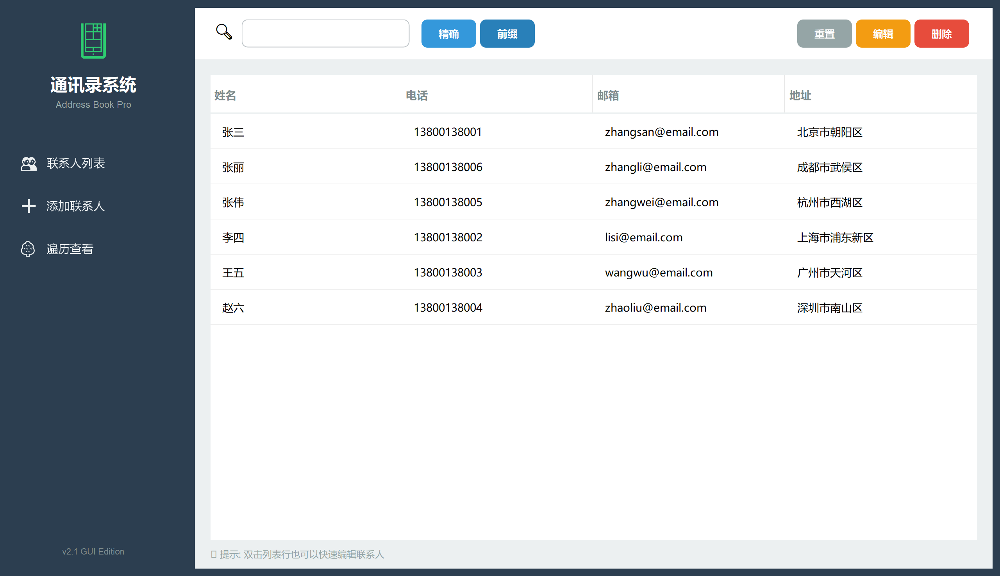 通讯录系统
Address Book Pro
联系人列表
添加联系人
遍历查看
v2.1 GUI Edition
精确 前缀 重置 编辑 删除
姓名 电话 邮箱 地址
张三 13800138001 zhangsan@email.com 北京市朝阳区
张丽 13800138006 zhangli@email.com 成都市武侯区
张伟 13800138005 zhangwei@email.com 杭州市西湖区
李四 13800138002 lisi@email.com 上海市浦东新区
王五 13800138003 wangwu@email.com 广州市天河区
赵六 13800138004 zhaoliu@email.com 深圳市南山区
提示: 双击列表行也可以快速编辑联系人